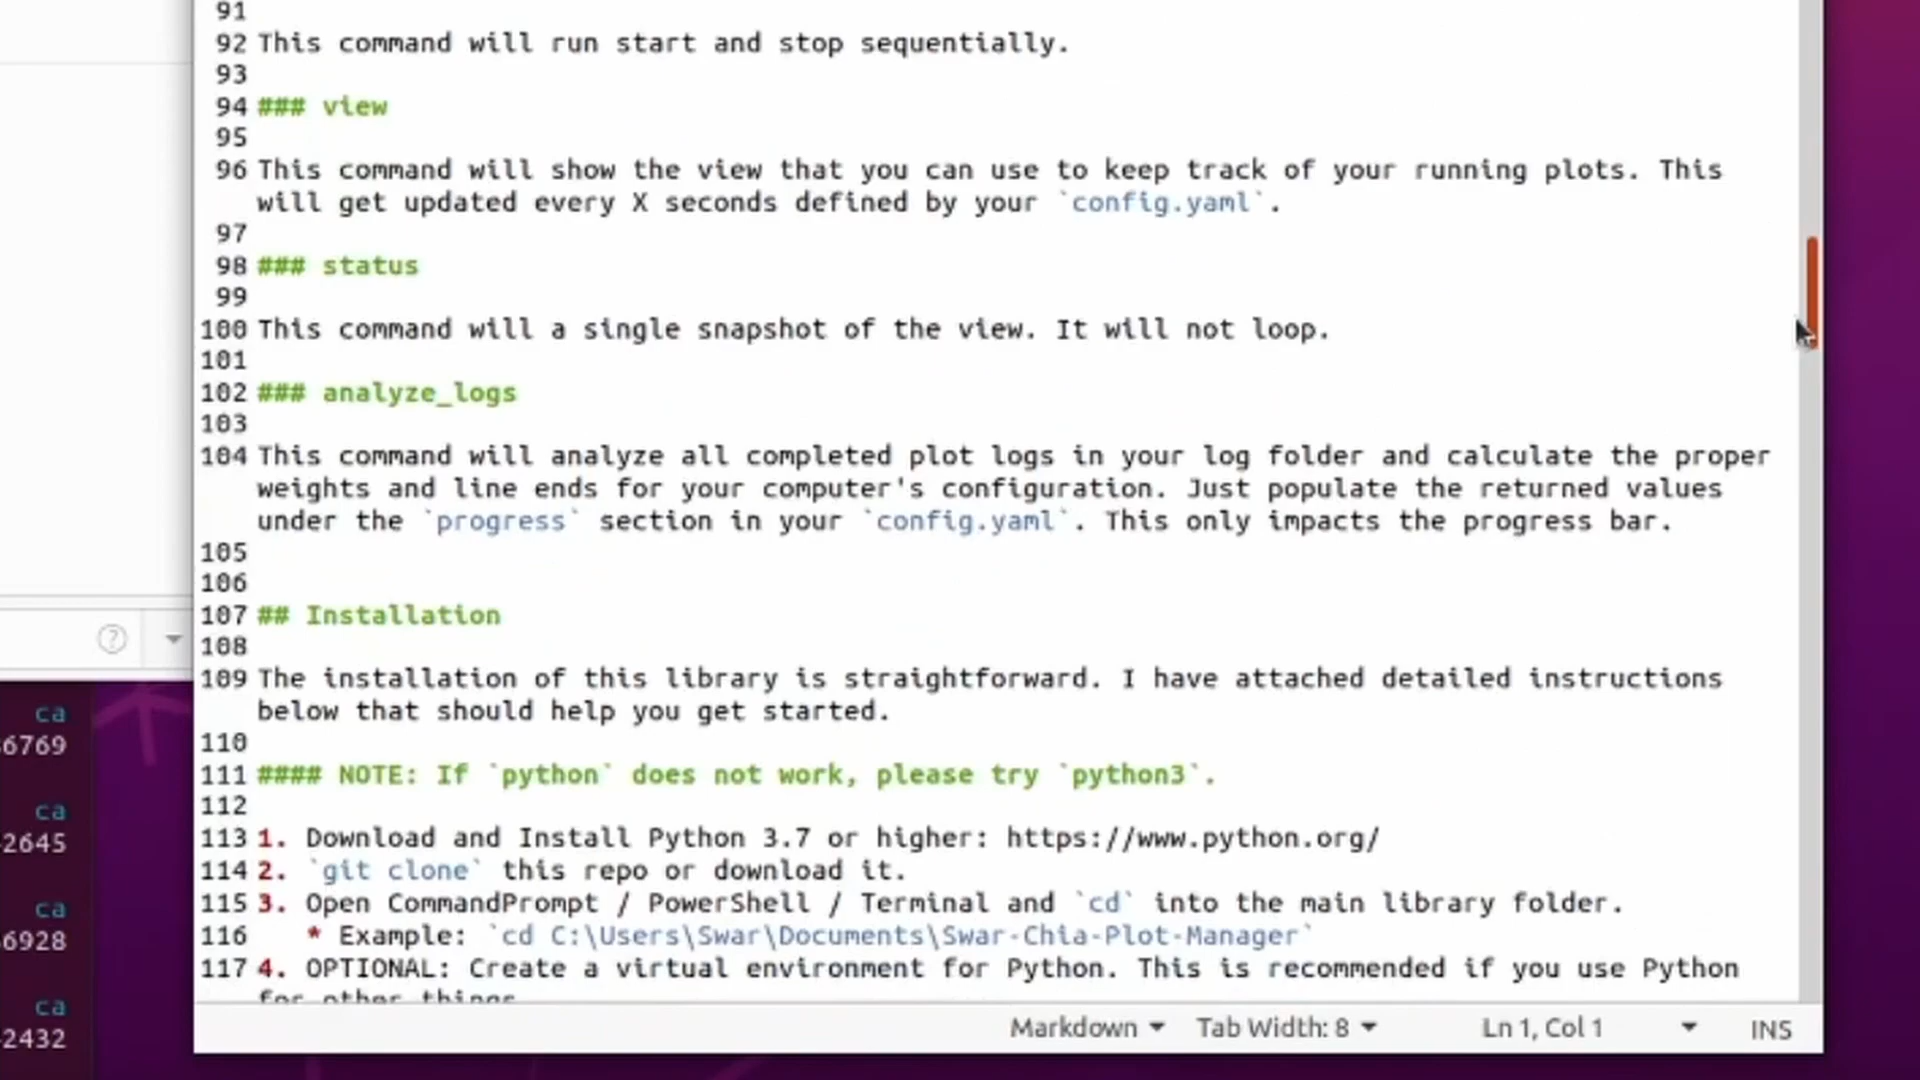 91
92 This command will run start and stop sequentially.
93
94 ### view
95
96 This command will show the view that you can use to keep track of your running plots. This
will get updated every X seconds defined by your `config.yaml`.
97
98 ### status
99
100 This command will a single snapshot of the view. It will not loop.
101
102 ### analyze_logs
103
104 This command will analyze all completed plot logs in your log folder and calculate the proper
weights and line ends for your computer's configuration. Just populate the returned values
under the `progress` section in your `config.yaml`. This only impacts the progress bar.
105
106
107 ## Installation
108
109 The installation of this library is straightforward. I have attached detailed instructions
below that should help you get started.
110
111 #### NOTE: If `python` does not work, please try `python3`.
112
113 1. Download and Install Python 3.7 or higher: https://www.python.org/
114 2. `git clone` this repo or download it.
115 3. Open CommandPrompt / PowerShell / Terminal and `cd` into the main library folder.
116 * Example: `cd C:\Users\Swar\Documents\Swar-Chia-Plot-Manager`
117 4. OPTIONAL: Create a virtual environment for Python. This is recommended if you use Python
for other things.
Markdown Tab Width: 8 Ln 1, Col 1 INS
?
ca
6769
ca
2645
ca
6928
ca
2432